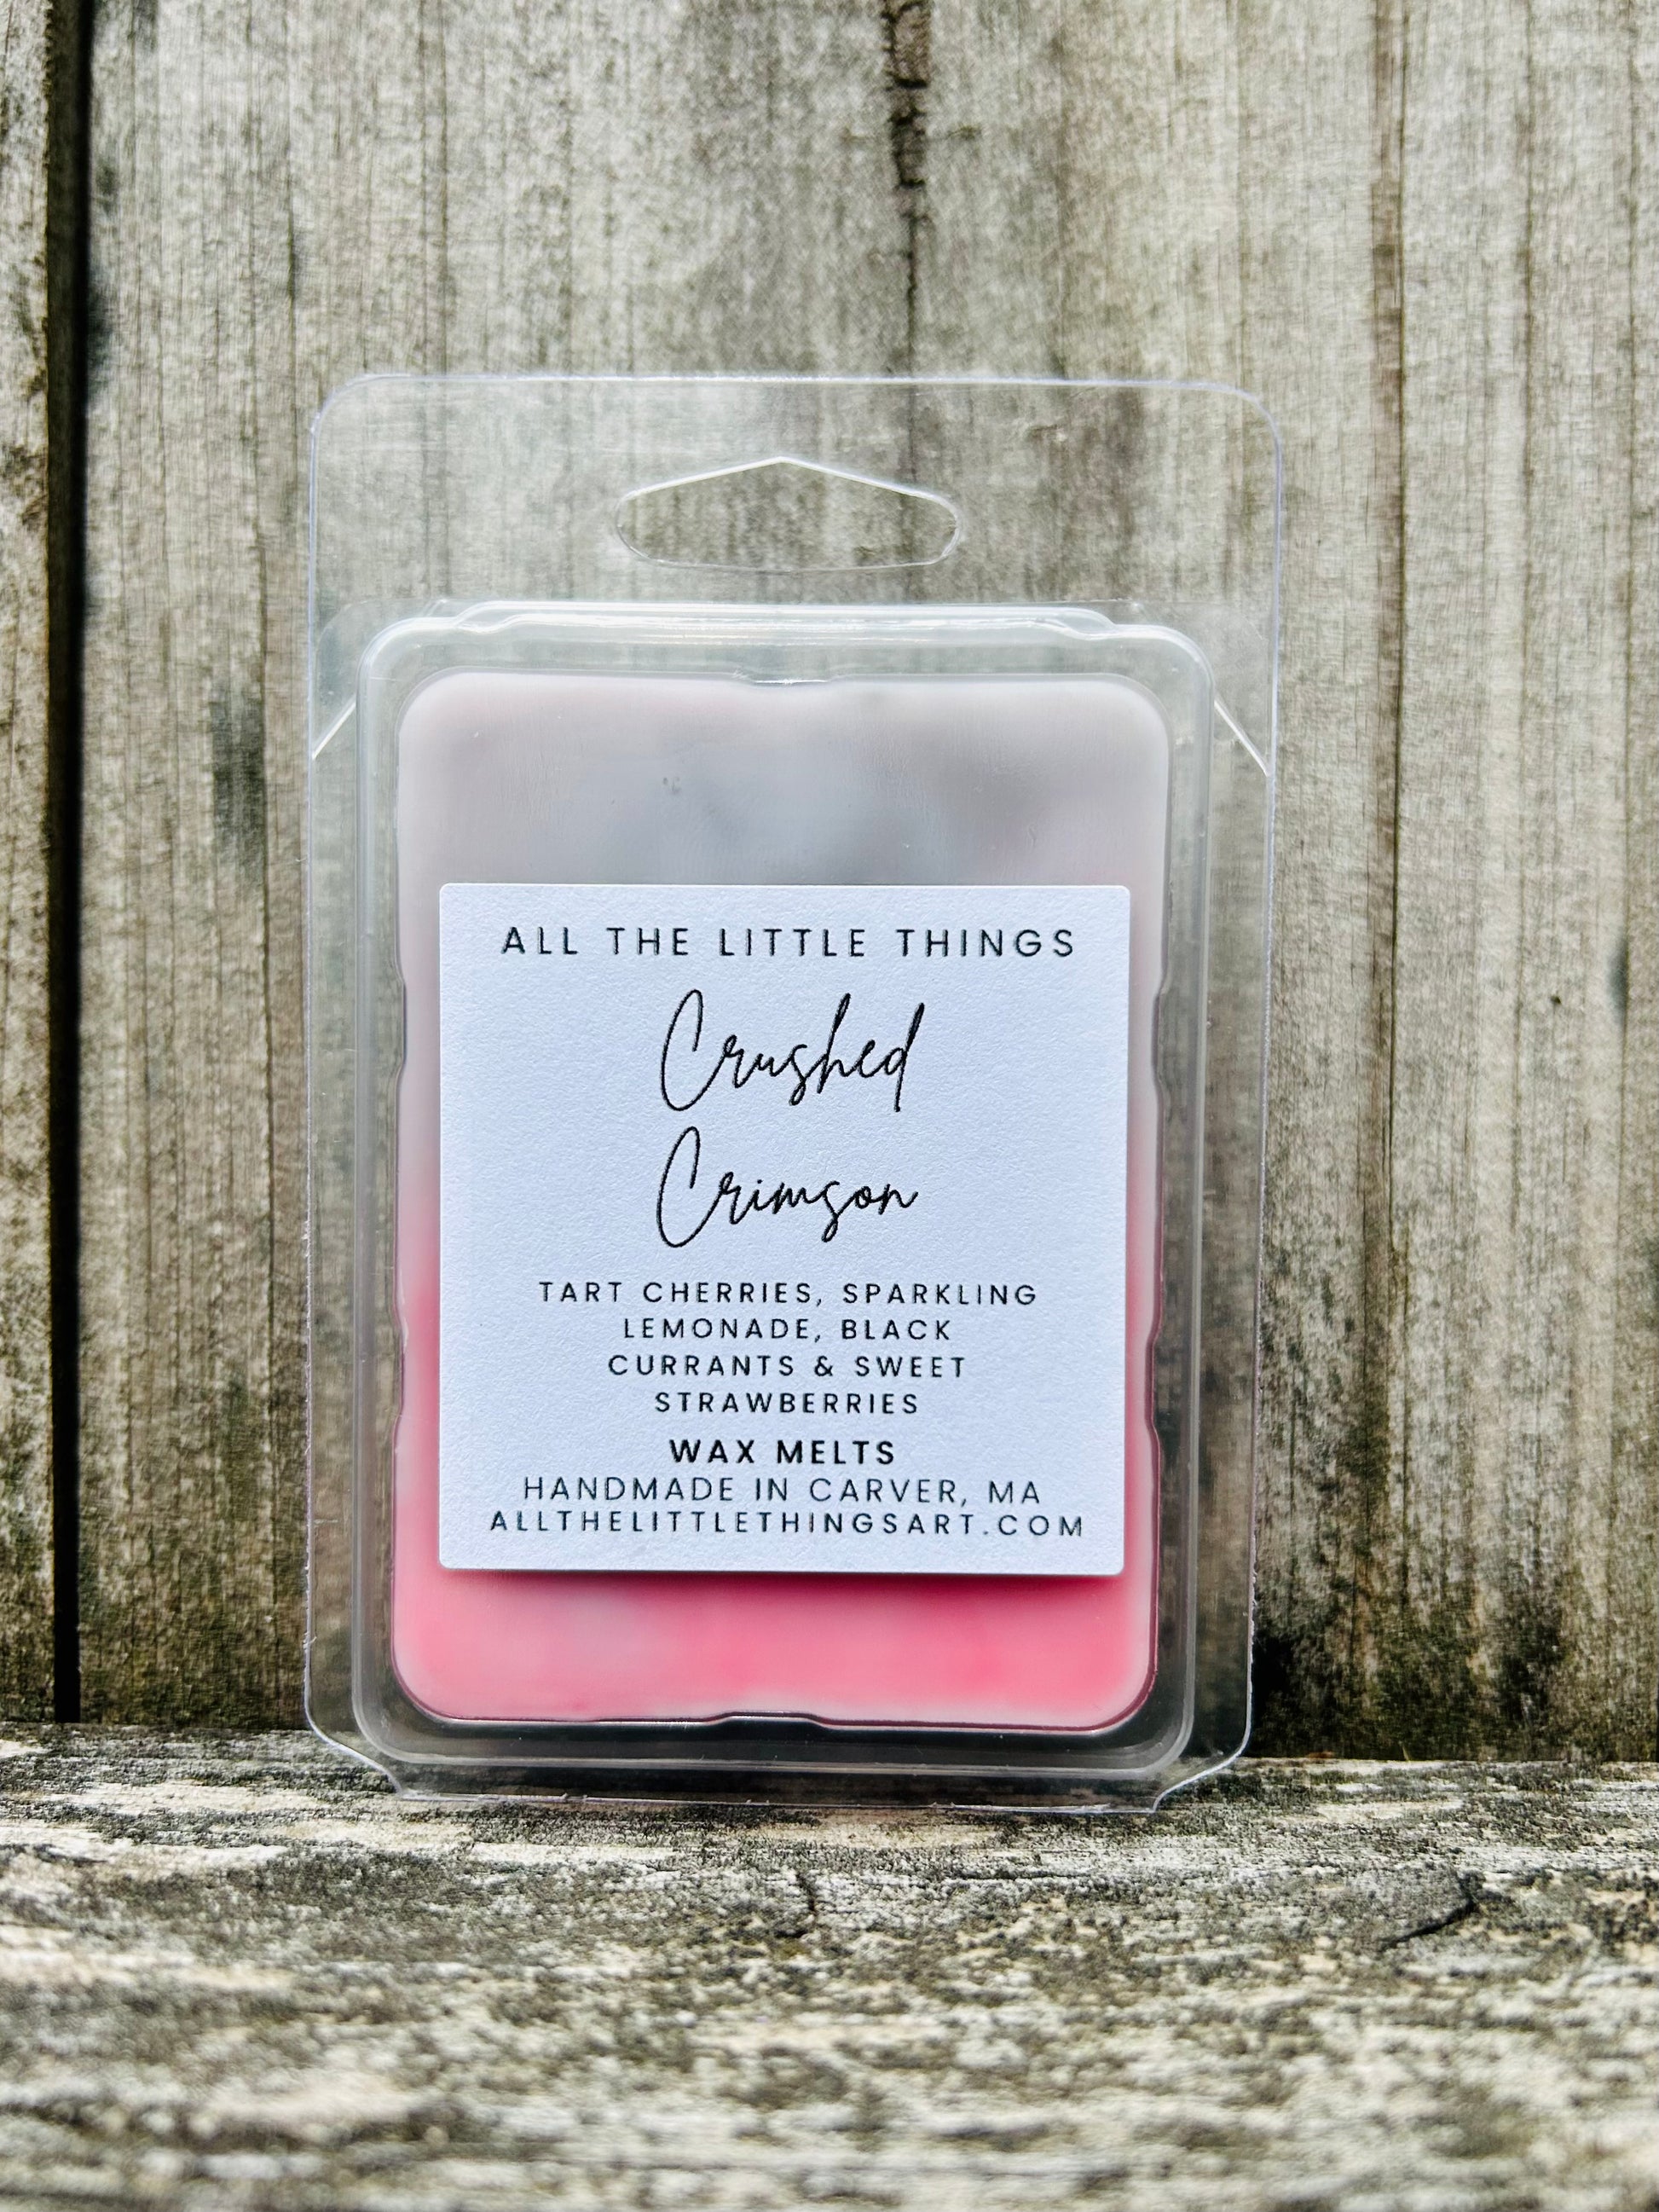 ALL THE LITTLE THINGS
Crushed
Crimson
TART CHERRIES, SPARKLING
LEMONADE, BLACK
CURRANTS & SWEET
STRAWBERRIES
WAX MELTS
HANDMADE IN CARVER, MA
ALLTHELITTLETHINGSART.COM